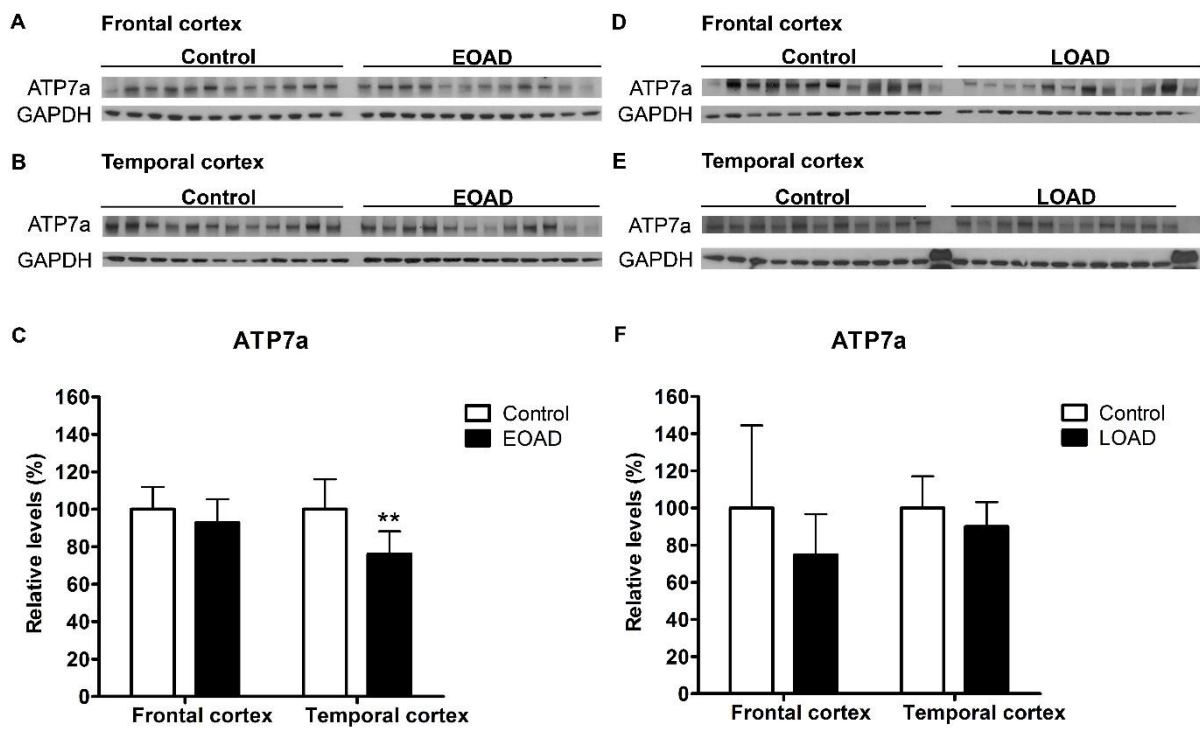 A Frontal cortex
Control EOAD
ATP7a
GAPDH
B Temporal cortex
Control EOAD
ATP7a
GAPDH
C ATP7a
160
140
120
100
80
60
40
20
0
Relative levels (%)
Control
EOAD
**
Frontal cortex Temporal cortex
D Frontal cortex
Control LOAD
ATP7a
GAPDH
E Temporal cortex
Control LOAD
ATP7a
GAPDH
F ATP7a
160
140
120
100
80
60
40
20
0
Relative levels (%)
Control
LOAD
Frontal cortex Temporal cortex